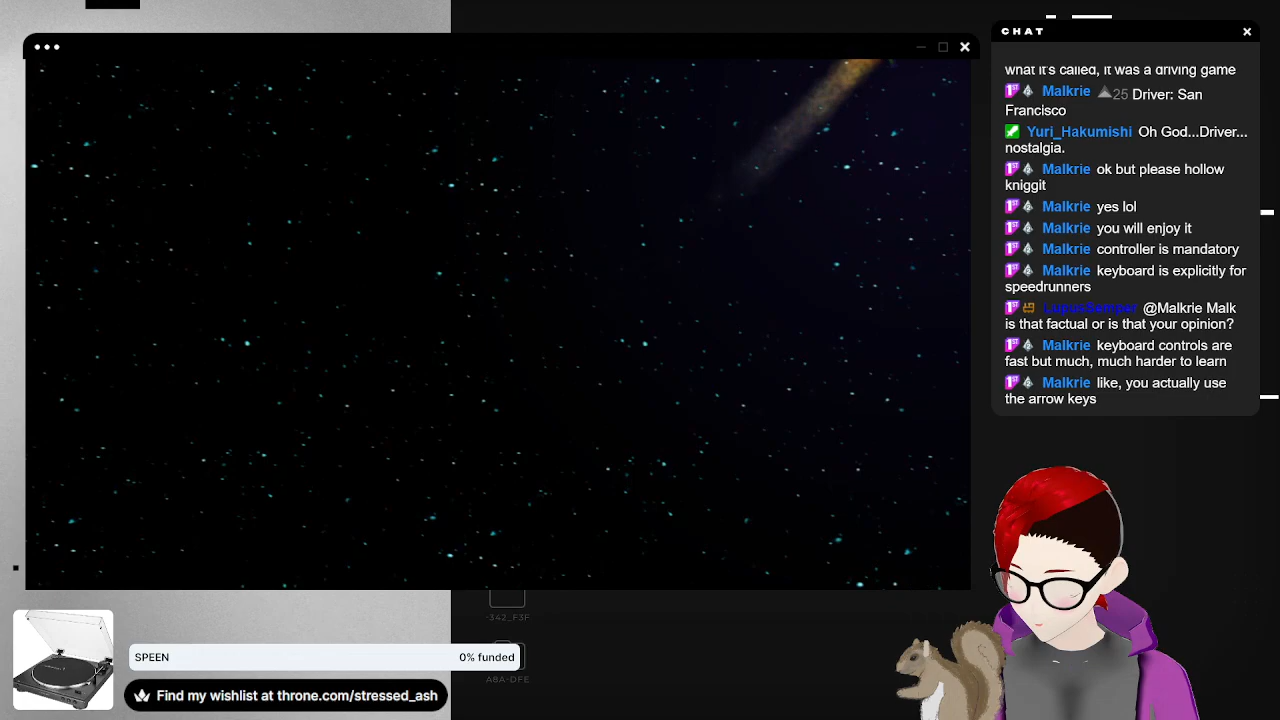 CHAT
what it's called, it was a driving game
Malkrie 25 Driver: San
Francisco
Yuri_Hakumishi Oh God...Driver...
nostalgia.
Malkrie ok but please hollow
kniggit
Malkrie yes lol
Malkrie you will enjoy it
Malkrie controller is mandatory
Malkrie keyboard is explicitly for
speedrunners
LupusSemper @Malkrie Malk
is that factual or is that your opinion?
Malkrie keyboard controls are
fast but much, much harder to learn
Malkrie like, you actually use
the arrow keys
-342_F3F
A8A-DFE
SPEEN 0% funded
Find my wishlist at throne.com/stressed_ash